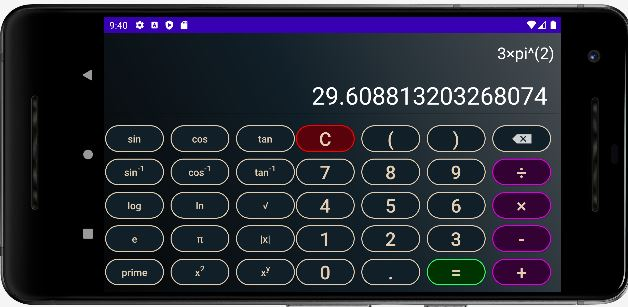 9:40
3×pi^(2)
29.608813203268074
sin cos tan C ( )
sin⁻¹ cos⁻¹ tan⁻¹ 7 8 9 ÷
log ln √ 4 5 6 ×
e π |x| 1 2 3 -
prime x² xʸ 0 . = +